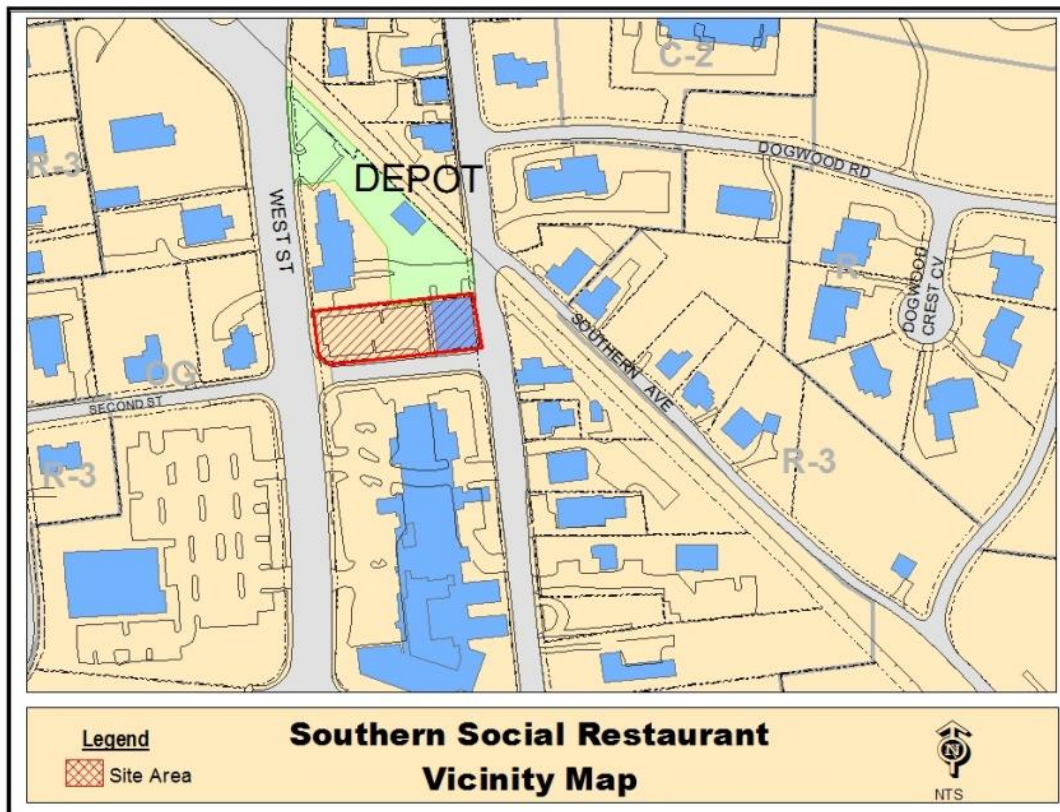 C-2
R-3
DOGWOOD RD
DEPOT
WEST ST
R
DOGWOOD
CREST CV
SOUTHERN AVE
OG
SECOND ST
R-3
R-3
Legend
Site Area
Southern Social Restaurant
Vicinity Map
N
NTS